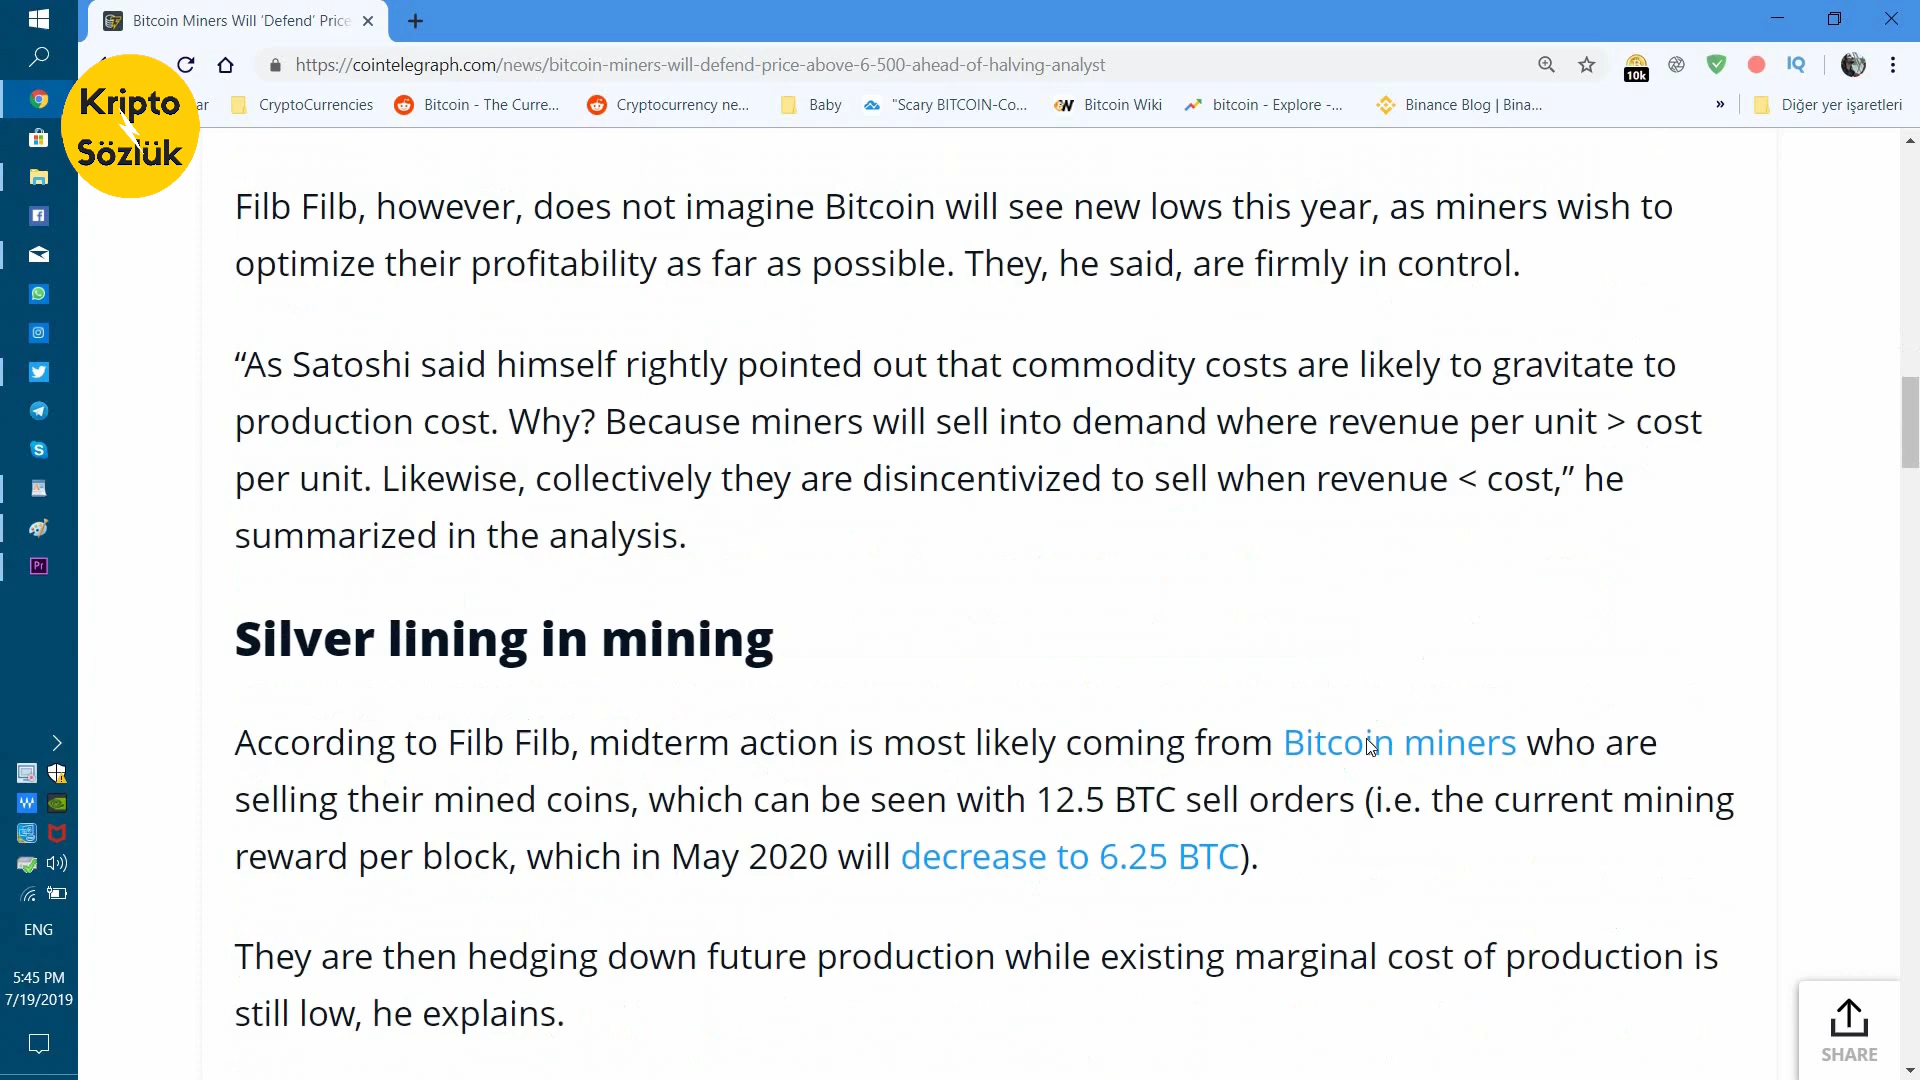 Bitcoin Miners Will ‘Defend’ Price
https://cointelegraph.com/news/bitcoin-miners-will-defend-price-above-6-500-ahead-of-halving-analyst
10k
IQ
Kripto
Sözlük
ar
CryptoCurrencies
Bitcoin - The Curre...
Cryptocurrency ne...
Baby
"Scary BITCOIN-Co...
Bitcoin Wiki
bitcoin - Explore -...
Binance Blog | Bina...
»
Diğer yer işaretleri
Filb Filb, however, does not imagine Bitcoin will see new lows this year, as miners wish to
optimize their profitability as far as possible. They, he said, are firmly in control.
“As Satoshi said himself rightly pointed out that commodity costs are likely to gravitate to
production cost. Why? Because miners will sell into demand where revenue per unit > cost
per unit. Likewise, collectively they are disincentivized to sell when revenue < cost,” he
summarized in the analysis.
Silver lining in mining
According to Filb Filb, midterm action is most likely coming from Bitcoin miners who are
selling their mined coins, which can be seen with 12.5 BTC sell orders (i.e. the current mining
reward per block, which in May 2020 will decrease to 6.25 BTC).
They are then hedging down future production while existing marginal cost of production is
still low, he explains.
Pr
ENG
5:45 PM
7/19/2019
SHARE